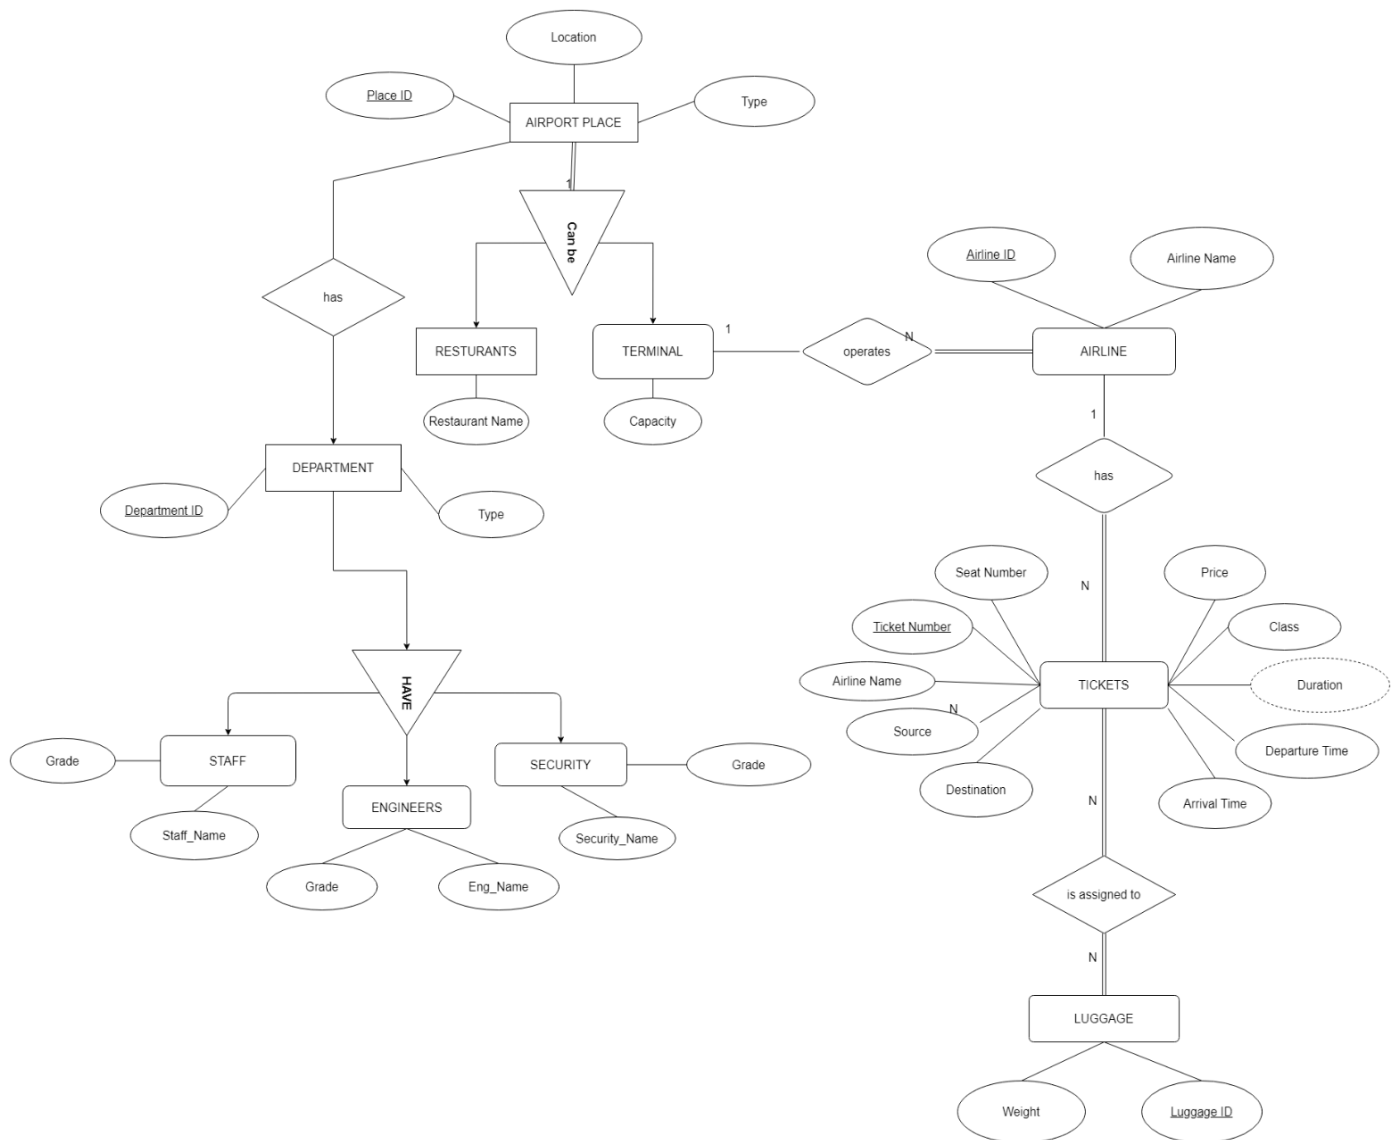 Location
Place ID
Type
AIRPORT PLACE
1
Can be
has
RESTURANTS
TERMINAL
Restaurant Name
Capacity
1
operates
N
Airline ID
Airline Name
AIRLINE
1
has
N
DEPARTMENT
Department ID
Type
HAVE
Grade
STAFF
Staff_Name
ENGINEERS
Grade
Eng_Name
SECURITY
Grade
Security_Name
Seat Number
Price
Ticket Number
Class
Airline Name
TICKETS
Duration
N
Source
Departure Time
Destination
Arrival Time
N
is assigned to
N
LUGGAGE
Weight
Luggage ID